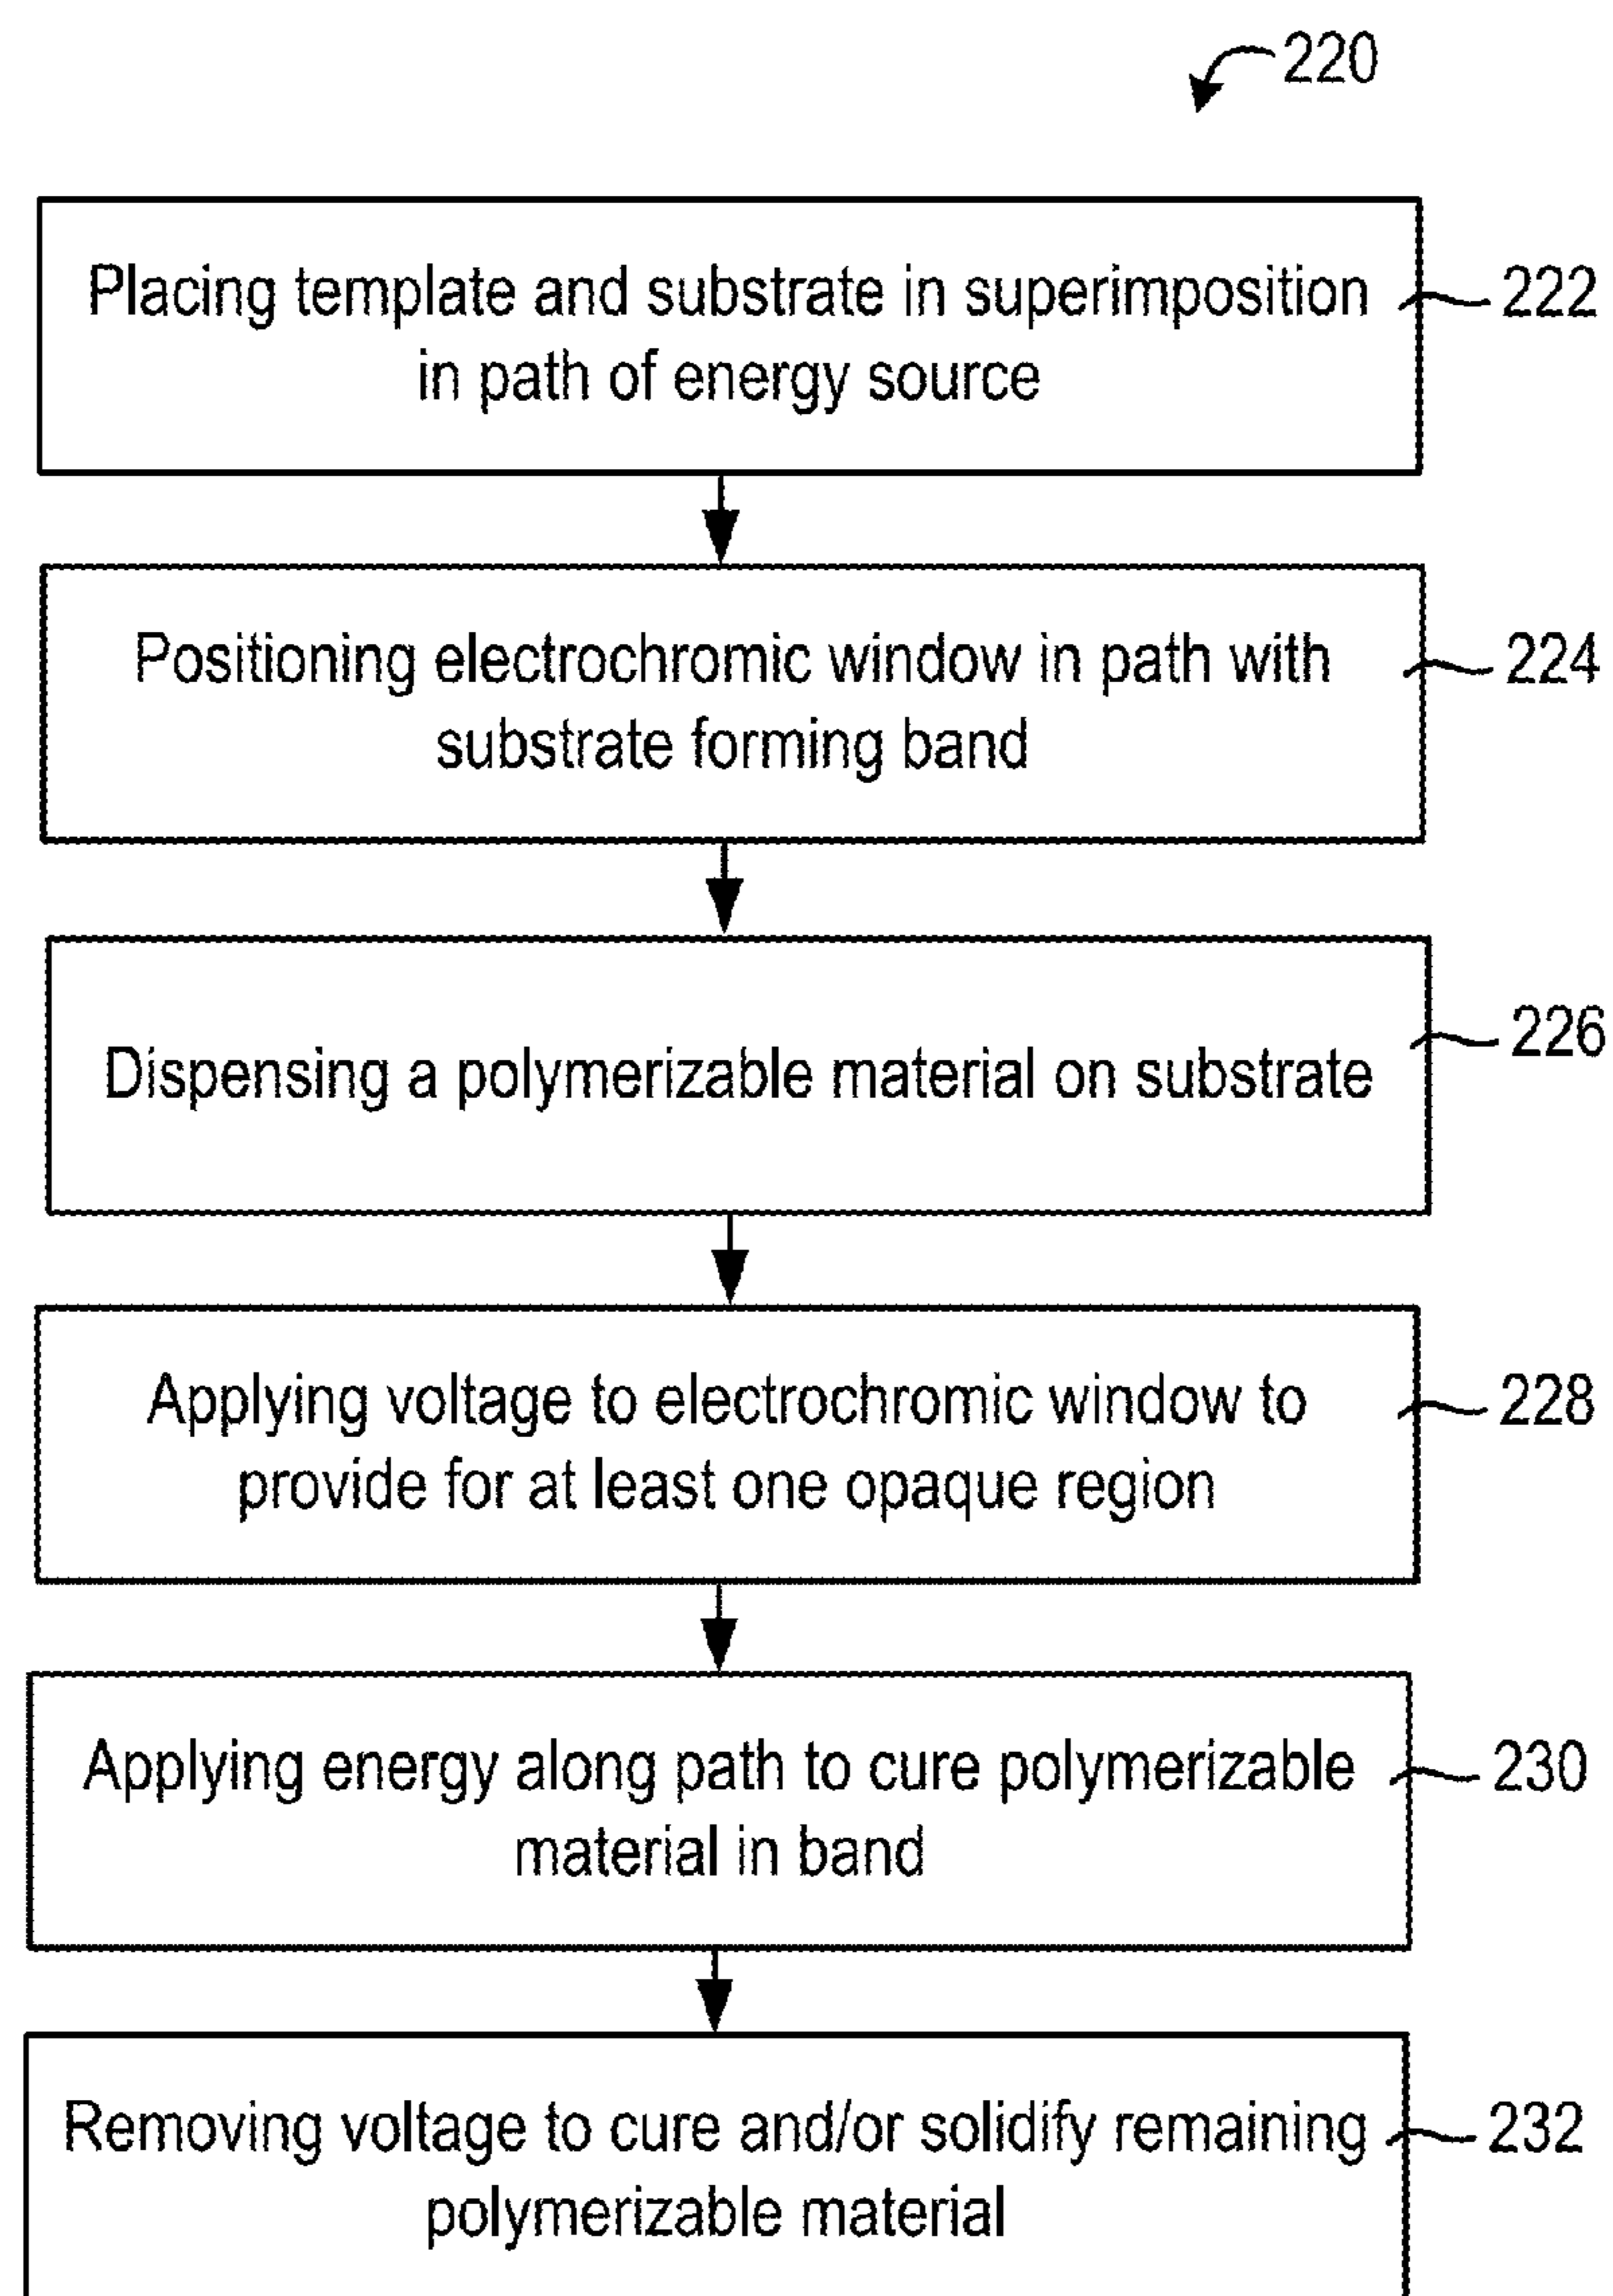 220
Placing template and substrate in superimposition
in path of energy source
222
Positioning electrochromic window in path with
substrate forming band
224
Dispensing a polymerizable material on substrate
226
Applying voltage to electrochromic window to
provide for at least one opaque region
228
Applying energy along path to cure polymerizable
material in band
230
Removing voltage to cure and/or solidify remaining
polymerizable material
232